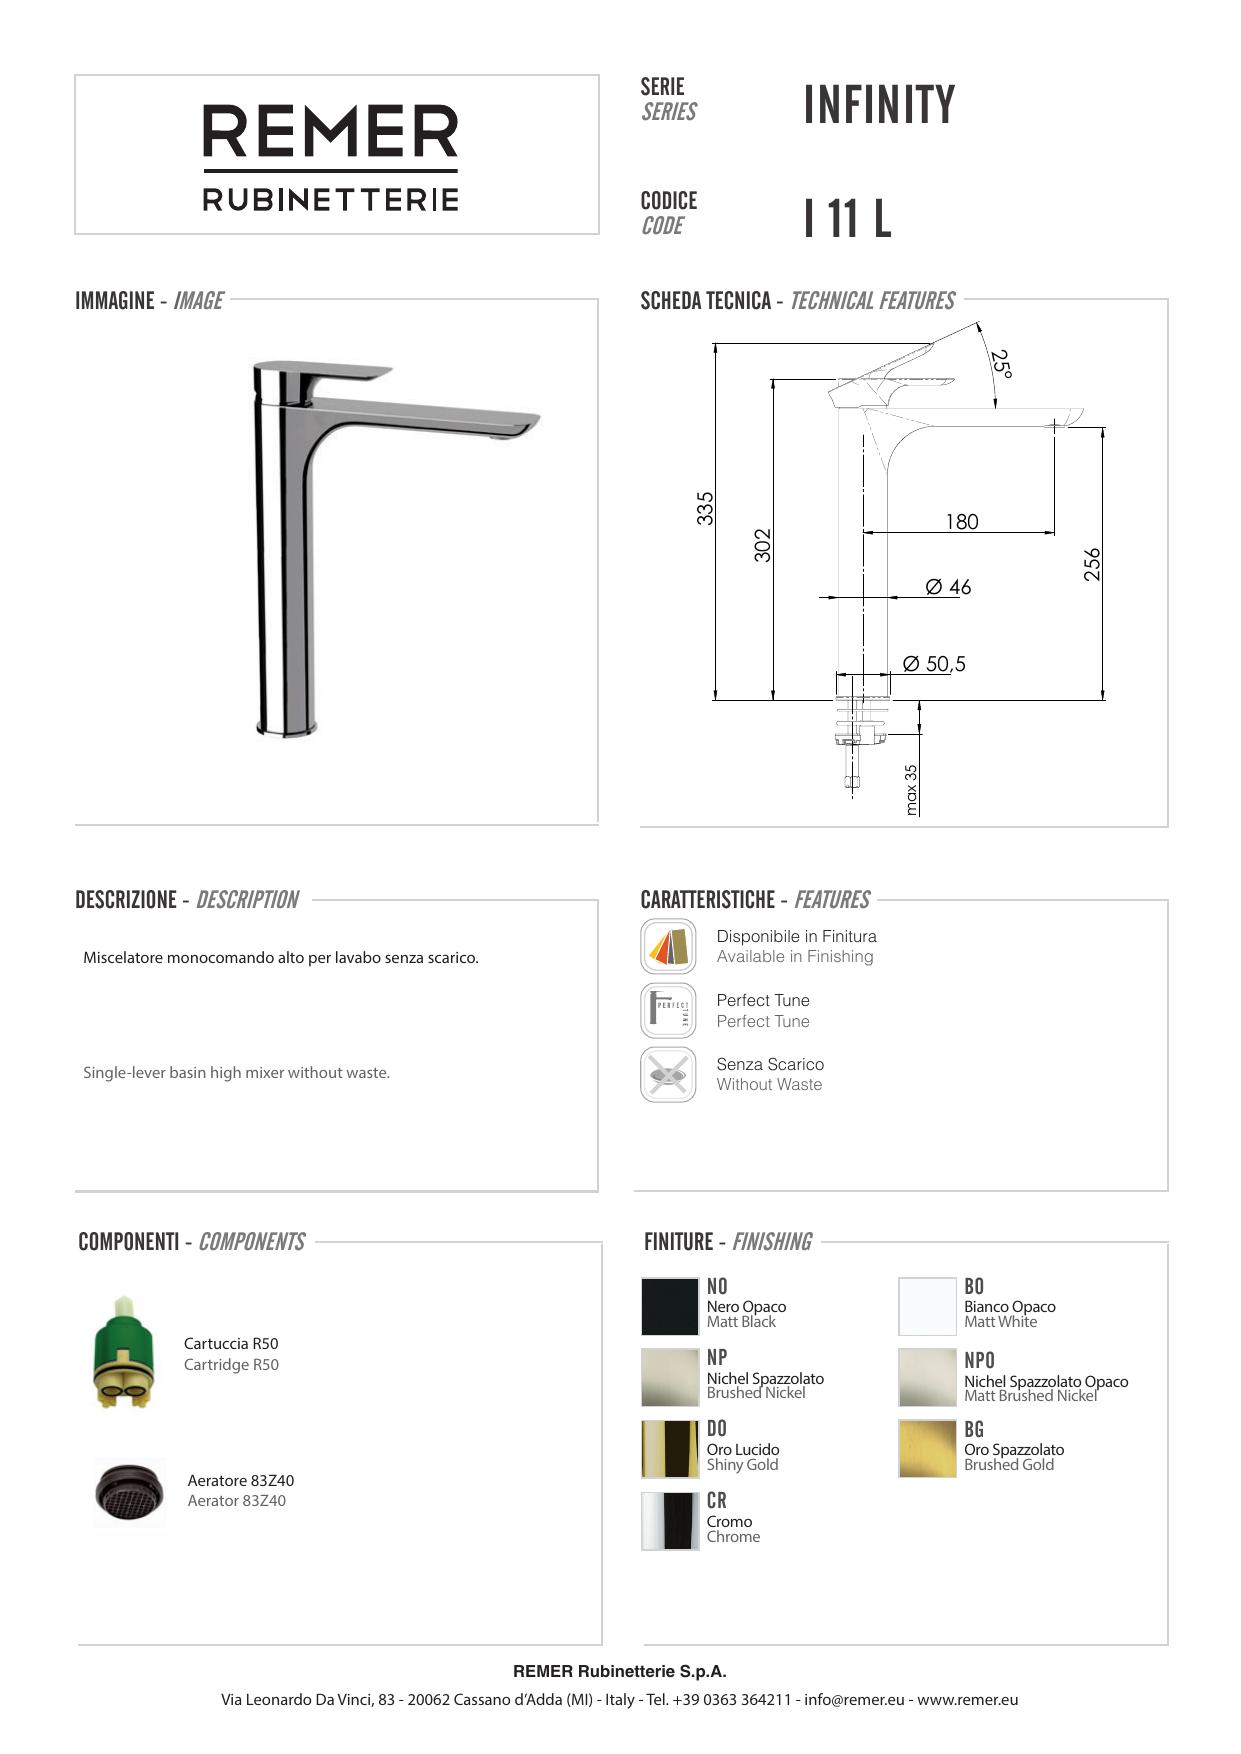 REMER
RUBINETTERIE
SERIE
SERIES
INFINITY
CODICE
CODE
I 11 L
IMMAGINE - IMAGE
SCHEDA TECNICA - TECHNICAL FEATURES
25°
335
302
180
256
Ø 46
Ø 50,5
max 35
DESCRIZIONE - DESCRIPTION
Miscelatore monocomando alto per lavabo senza scarico.
Single-lever basin high mixer without waste.
CARATTERISTICHE - FEATURES
Disponibile in Finitura
Available in Finishing
PERFECT
TUNE
Perfect Tune
Perfect Tune
Senza Scarico
Without Waste
COMPONENTI - COMPONENTS
Cartuccia R50
Cartridge R50
Aeratore 83Z40
Aerator 83Z40
FINITURE - FINISHING
NO
Nero Opaco
Matt Black
BO
Bianco Opaco
Matt White
NP
Nichel Spazzolato
Brushed Nickel
NPO
Nichel Spazzolato Opaco
Matt Brushed Nickel
DO
Oro Lucido
Shiny Gold
BG
Oro Spazzolato
Brushed Gold
CR
Cromo
Chrome
REMER Rubinetterie S.p.A.
Via Leonardo Da Vinci, 83 - 20062 Cassano d’Adda (MI) - Italy - Tel. +39 0363 364211 - info@remer.eu - www.remer.eu